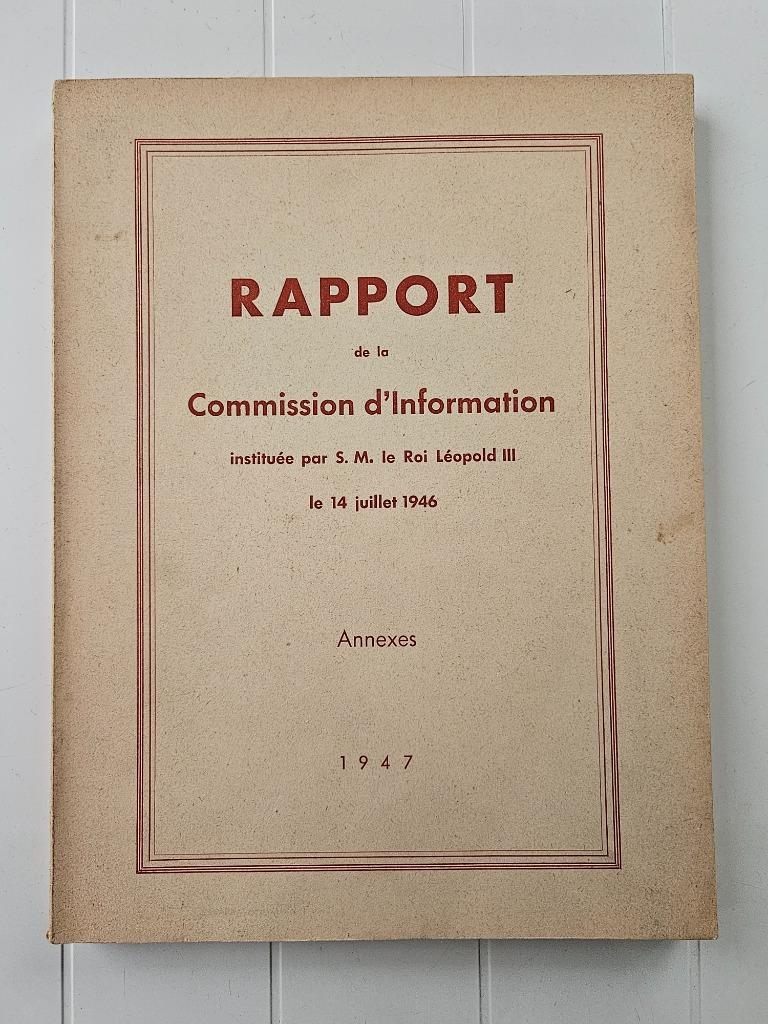 RAPPORT
de la
Commission d'Information
instituée par S. M. le Roi Léopold III
le 14 juillet 1946
Annexes
1947